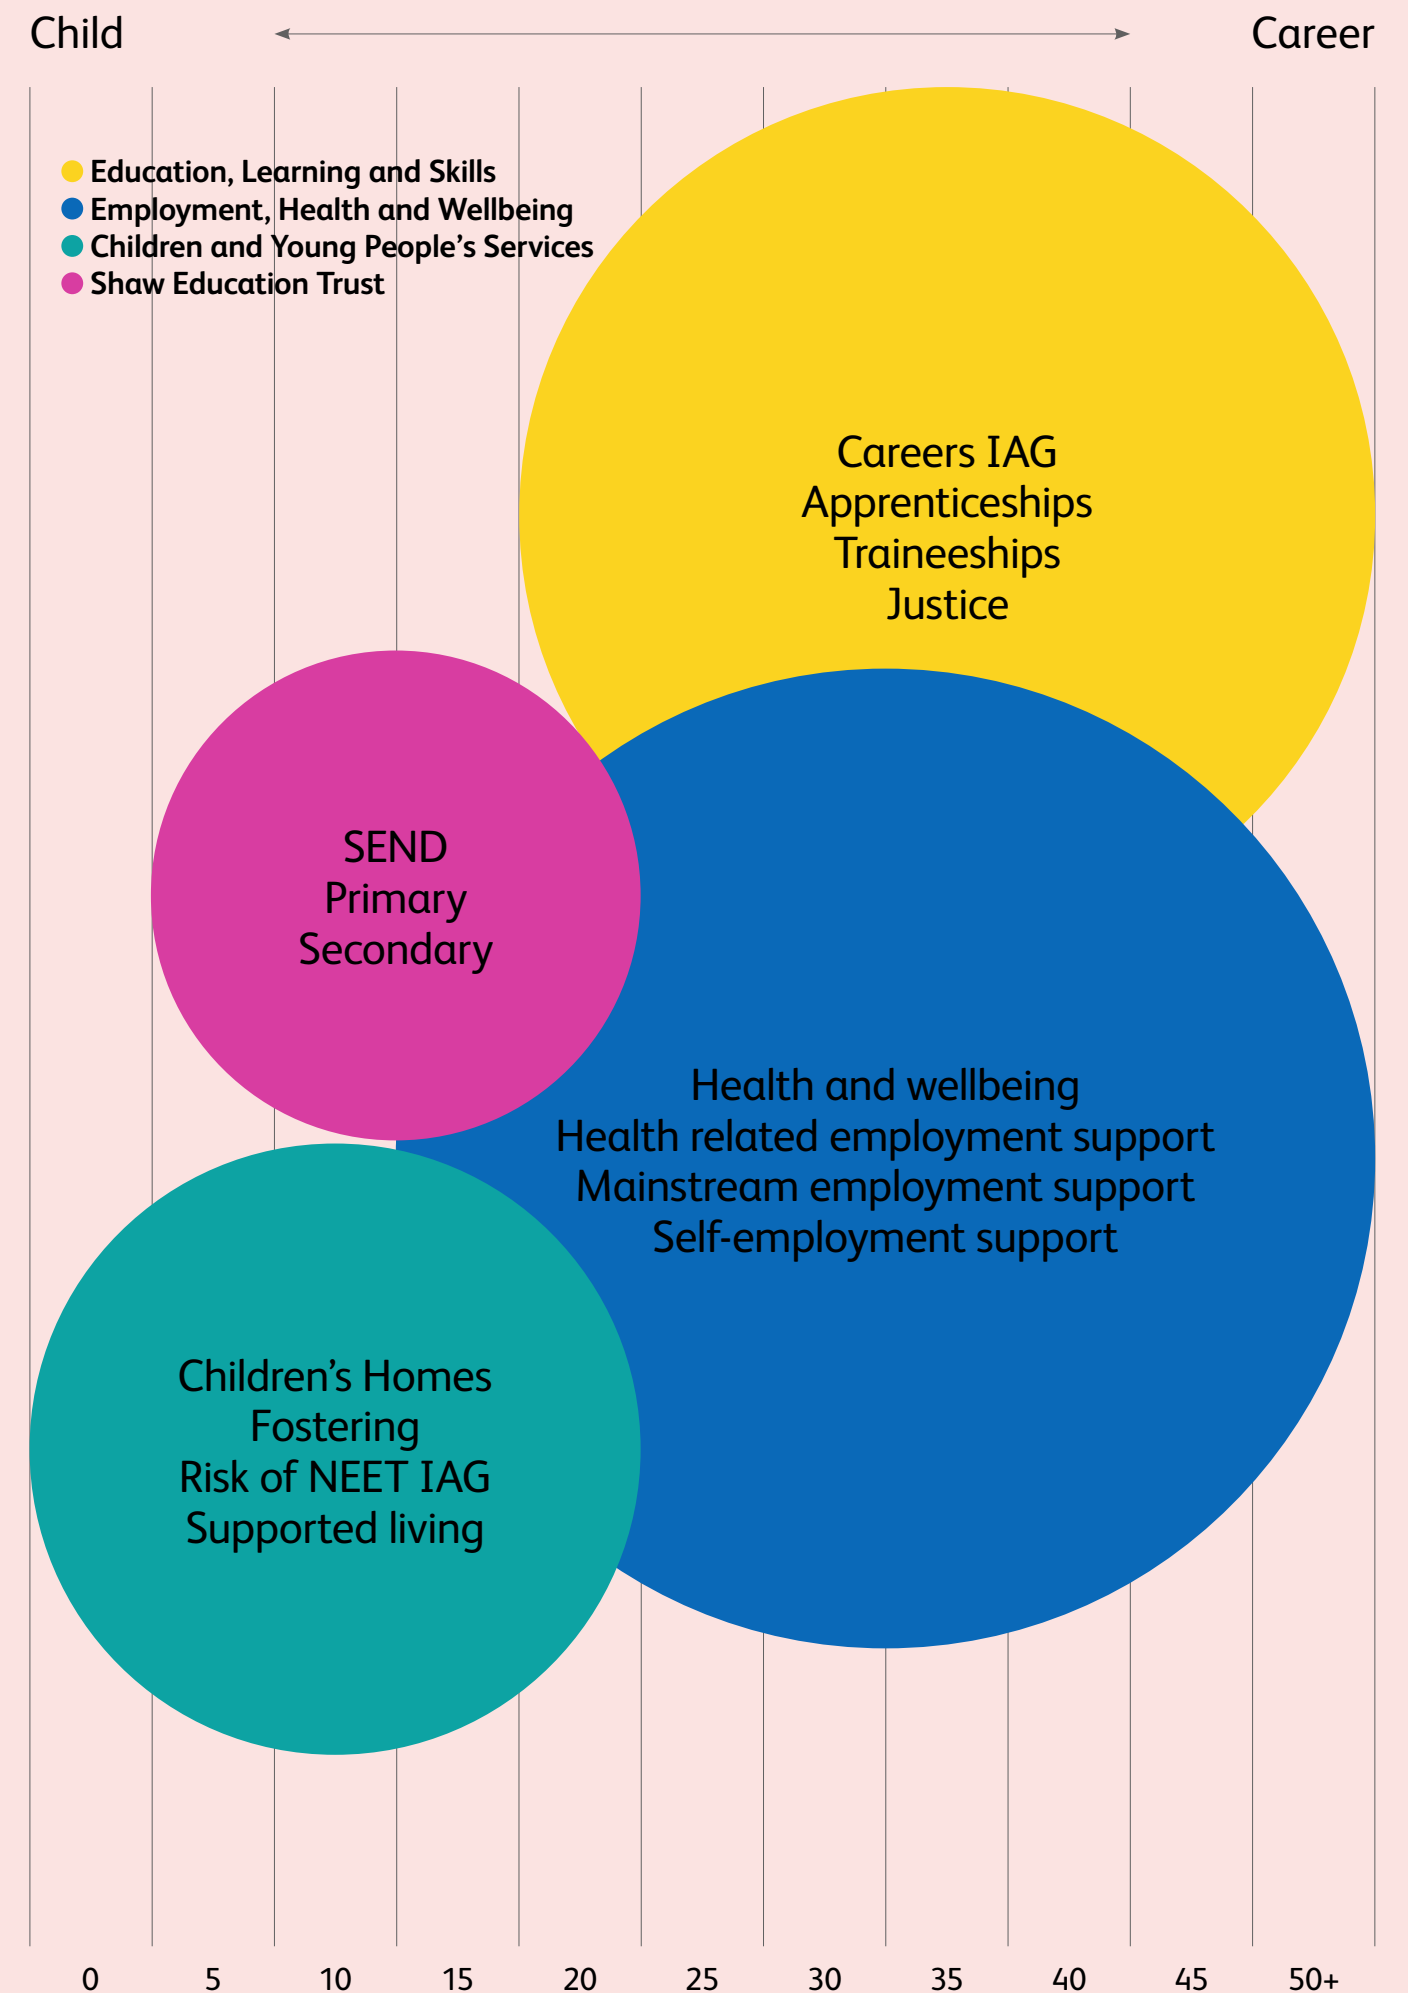 Child
Career
Education, Learning and Skills
Employment, Health and Wellbeing
Children and Young People’s Services
Shaw Education Trust
Careers IAG
Apprenticeships
Traineeships
Justice
SEND
Primary
Secondary
Health and wellbeing
Health related employment support
Mainstream employment support
Self-employment support
Children’s Homes
Fostering
Risk of NEET IAG
Supported living
0 5 10 15 20 25 30 35 40 45 50+